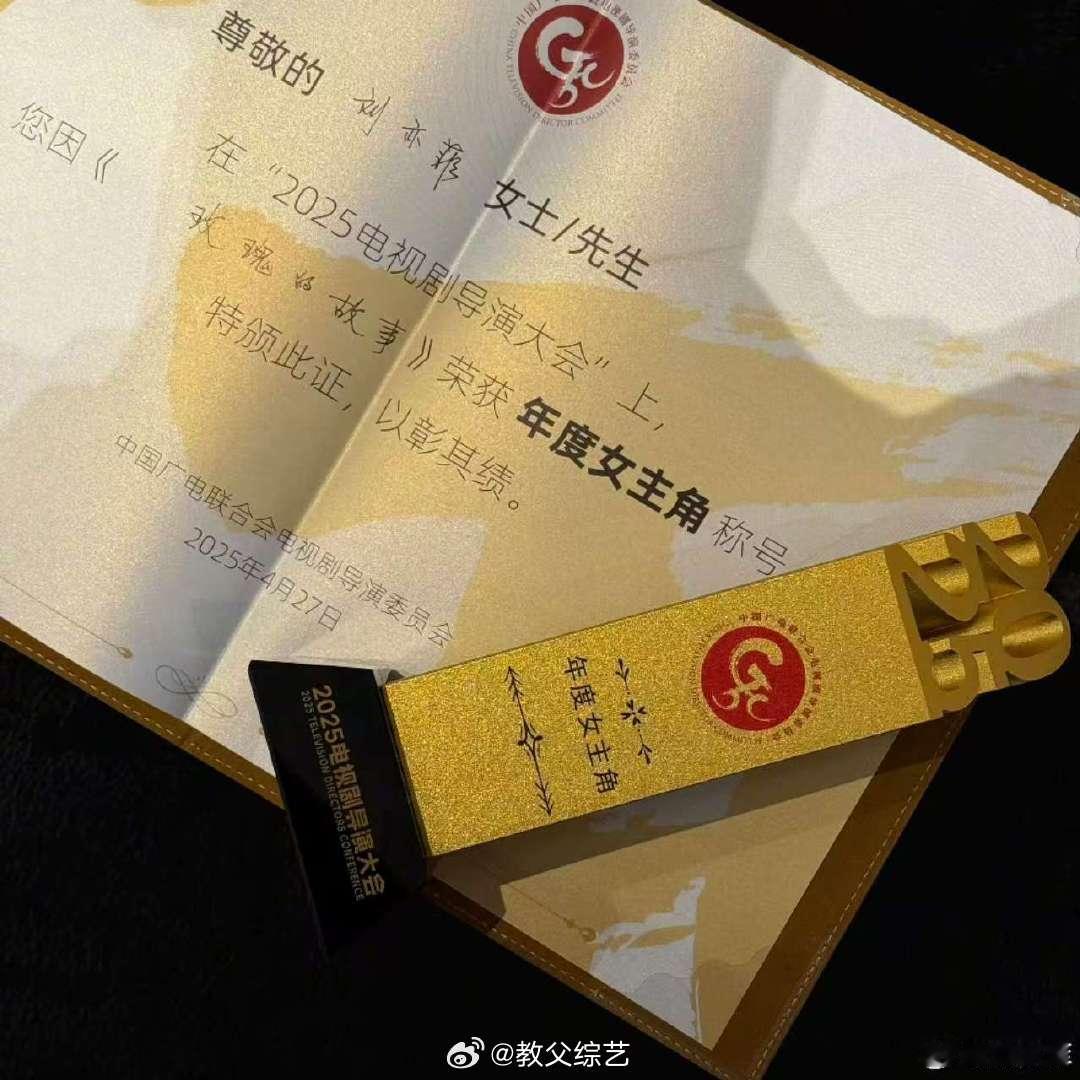 尊敬的 刘亦菲 女士/先生
在“2025电视剧导演大会”上,
您因《玫瑰的故事》荣获 年度女主角 称号
特颁此证,以彰其绩。
中国广电联合会电视剧导演委员会
2025年4月27日
CHINA TELEVISION DIRECTOR COMMITTEE
2025
年度女主角
2025电视剧导演大会
2025 TELEVISION DIRECTORS CONFERENCE
@教父综艺